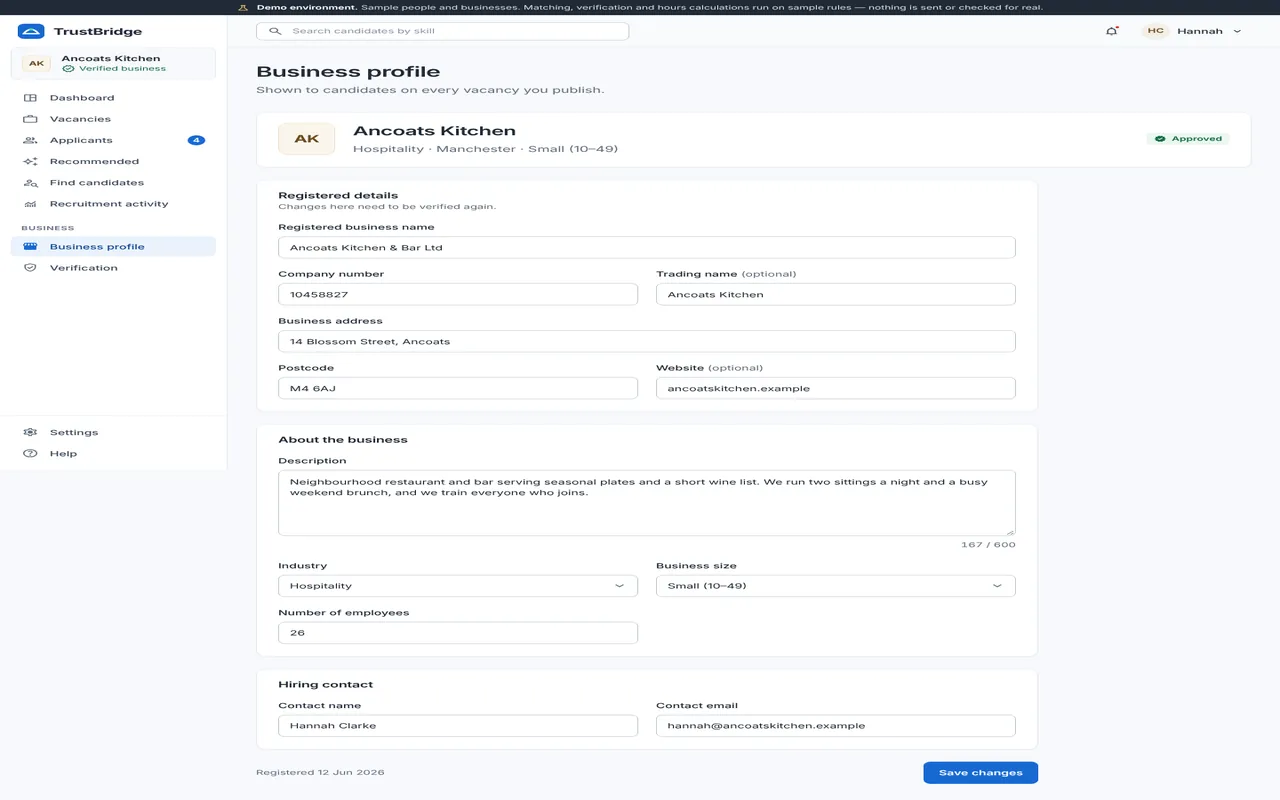 Demo environment. Sample people and businesses. Matching, verification and hours calculations run on sample rules — nothing is sent or checked for real.
TrustBridge
Search candidates by skill
HC Hannah
AK Ancoats Kitchen
Verified business
Dashboard
Vacancies
Applicants 4
Recommended
Find candidates
Recruitment activity
BUSINESS
Business profile
Verification
Settings
Help
Business profile
Shown to candidates on every vacancy you publish.
AK Ancoats Kitchen
Hospitality · Manchester · Small (10–49)
Approved
Registered details
Changes here need to be verified again.
Registered business name
Ancoats Kitchen & Bar Ltd
Company number
10458827
Trading name (optional)
Ancoats Kitchen
Business address
14 Blossom Street, Ancoats
Postcode
M4 6AJ
Website (optional)
ancoatskitchen.example
About the business
Description
Neighbourhood restaurant and bar serving seasonal plates and a short wine list. We run two sittings a night and a busy
weekend brunch, and we train everyone who joins.
167 / 600
Industry
Hospitality
Business size
Small (10–49)
Number of employees
26
Hiring contact
Contact name
Hannah Clarke
Contact email
hannah@ancoatskitchen.example
Registered 12 Jun 2026
Save changes